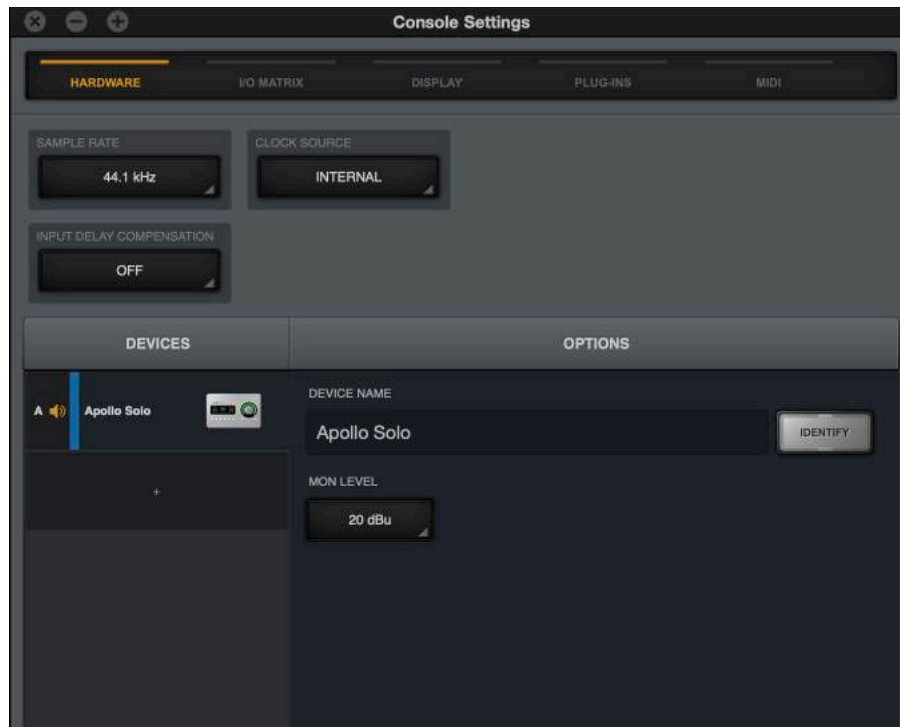 Console Settings
HARDWARE I/O MATRIX DISPLAY PLUG-INS MIDI
SAMPLE RATE CLOCK SOURCE
44.1 kHz INTERNAL
INPUT DELAY COMPENSATION
OFF
DEVICES OPTIONS
DEVICE NAME
A Apollo Solo
Apollo Solo IDENTIFY
+
MON LEVEL
20 dBu